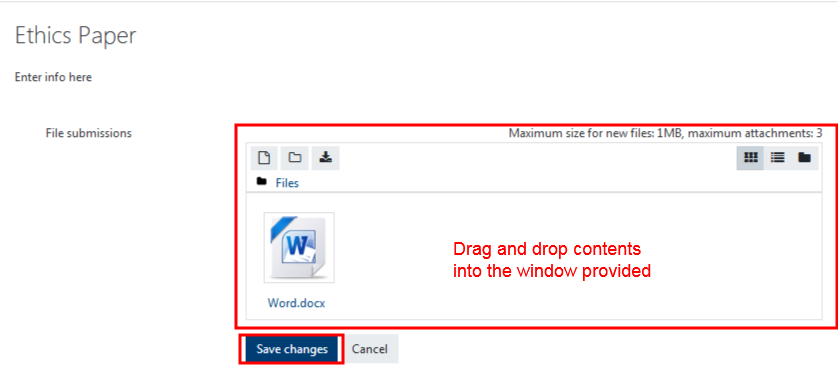 Ethics Paper
Enter info here
File submissions
Maximum size for new files: 1MB, maximum attachments: 3
Files
W
Word.docx
Drag and drop contents
into the window provided
Save changes
Cancel